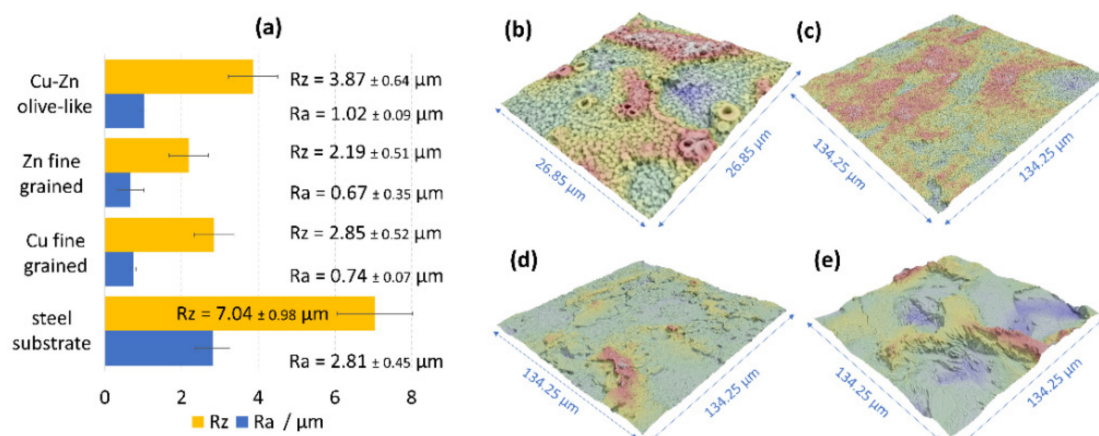 (a)
Cu-Zn
olive-like
Rz = 3.87 ± 0.64 μm
Ra = 1.02 ± 0.09 μm
Zn fine
grained
Rz = 2.19 ± 0.51 μm
Ra = 0.67 ± 0.35 μm
Cu fine
grained
Rz = 2.85 ± 0.52 μm
Ra = 0.74 ± 0.07 μm
steel
substrate
Rz = 7.04 ± 0.98 μm
Ra = 2.81 ± 0.45 μm
0 2 4 6 8
Rz Ra / μm
(b)
26.85 μm
26.85 μm
(c)
134.25 μm
134.25 μm
(d)
134.25 μm
134.25 μm
(e)
134.25 μm
134.25 μm